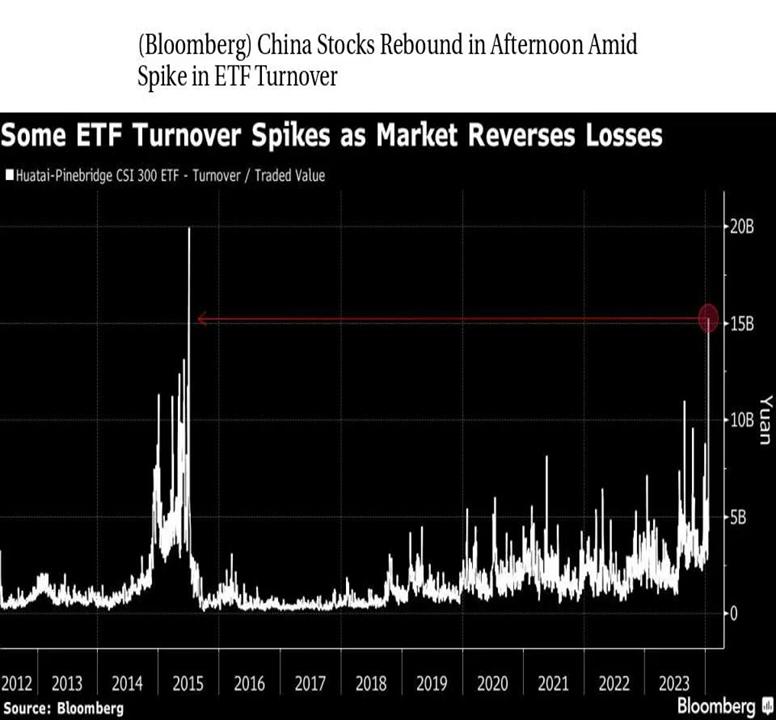 (Bloomberg) China Stocks Rebound in Afternoon Amid
Spike in ETF Turnover
Some ETF Turnover Spikes as Market Reverses Losses
Huatai-Pinebridge CSI 300 ETF - Turnover / Traded Value
20B
15B
10B
5B
0
Yuan
2012 2013 2014 2015 2016 2017 2018 2019 2020 2021 2022 2023
Source: Bloomberg
Bloomberg